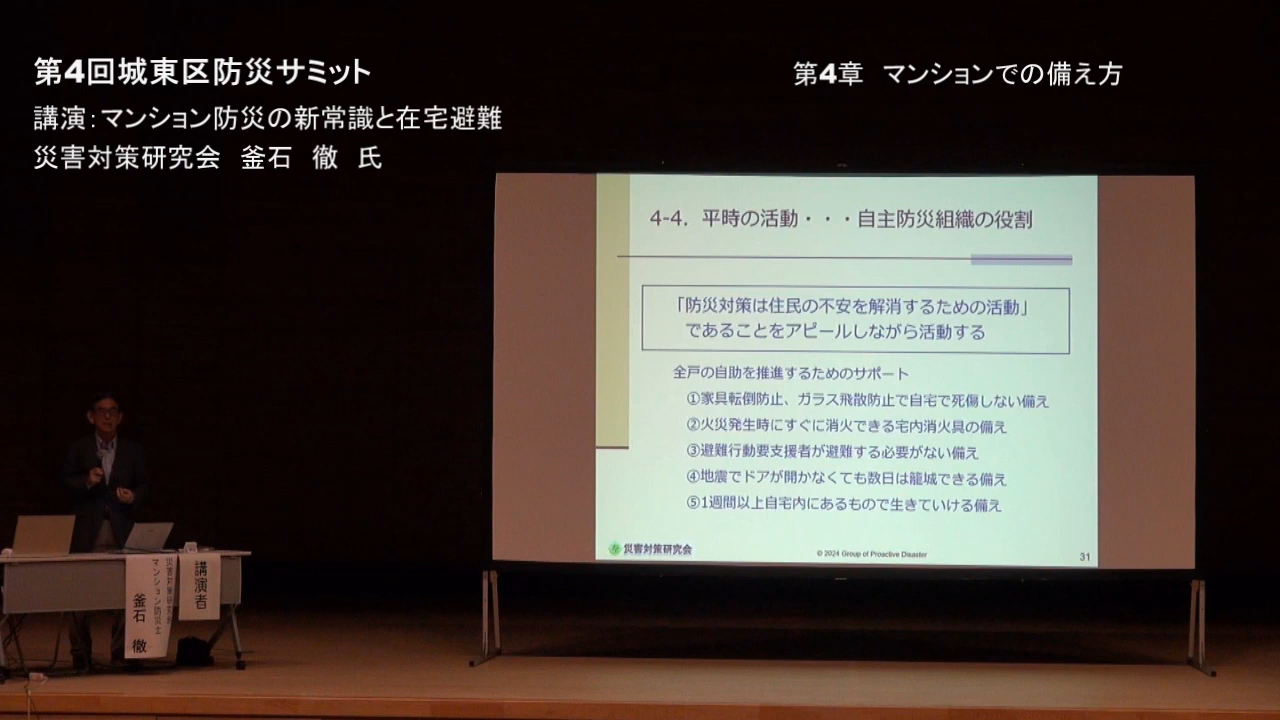 第4回城東区防災サミット
講演：マンション防災の新常識と在宅避難
災害対策研究会　釜石　徹　氏
第4章　マンションでの備え方
4-4．平時の活動・・・自主防災組織の役割
「防災対策は住民の不安を解消するための活動」
であることをアピールしながら活動する
全戸の自助を推進するためのサポート
①家具転倒防止、ガラス飛散防止で自宅で死傷しない備え
②火災発生時にすぐに消火できる宅内消火具の備え
③避難行動要支援者が避難する必要がない備え
④地震でドアが開かなくても数日は籠城できる備え
⑤1週間以上自宅内にあるもので生きていける備え
災害対策研究会
© 2024 Group of Proactive Disaster
31
講演者
災害対策研究会
マンション防災士
釜石 徹